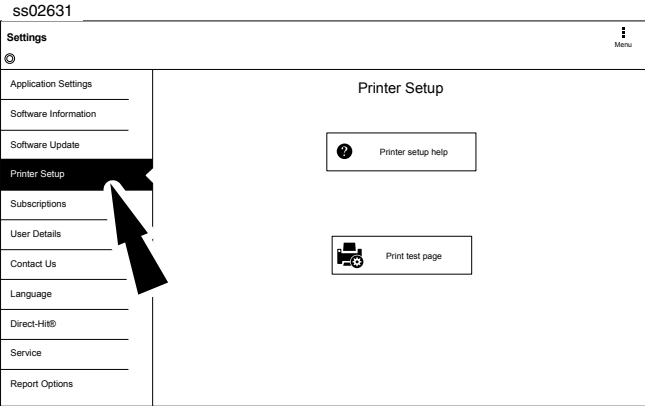 ss02631
Settings
Menu
Application Settings
Software Information
Software Update
Printer Setup
Subscriptions
User Details
Contact Us
Language
Direct-Hit®
Service
Report Options
Printer Setup
? Printer setup help
Print test page